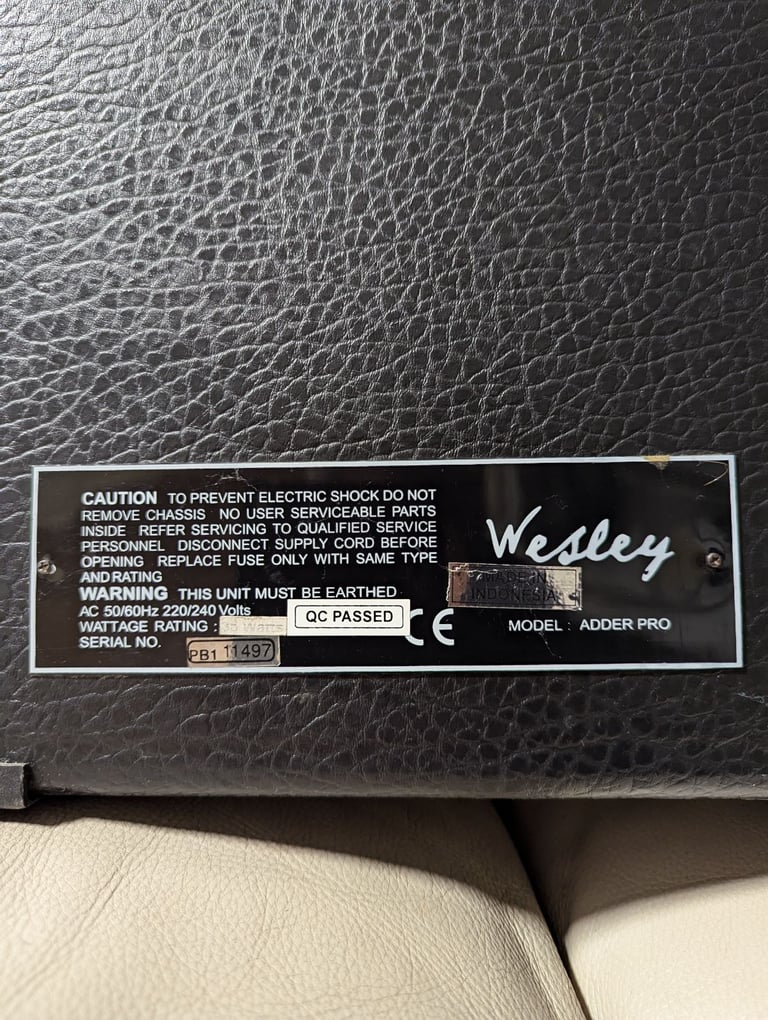 CAUTION TO PREVENT ELECTRIC SHOCK DO NOT
REMOVE CHASSIS NO USER SERVICEABLE PARTS
INSIDE REFER SERVICING TO QUALIFIED SERVICE
PERSONNEL DISCONNECT SUPPLY CORD BEFORE
OPENING REPLACE FUSE ONLY WITH SAME TYPE
AND RATING
WARNING THIS UNIT MUST BE EARTHED
AC 50/60Hz 220/240 Volts
WATTAGE RATING : Watts
SERIAL NO. PB1 11497
QC PASSED
CE
Wesley
MADE IN
INDONESIA
MODEL : ADDER PRO